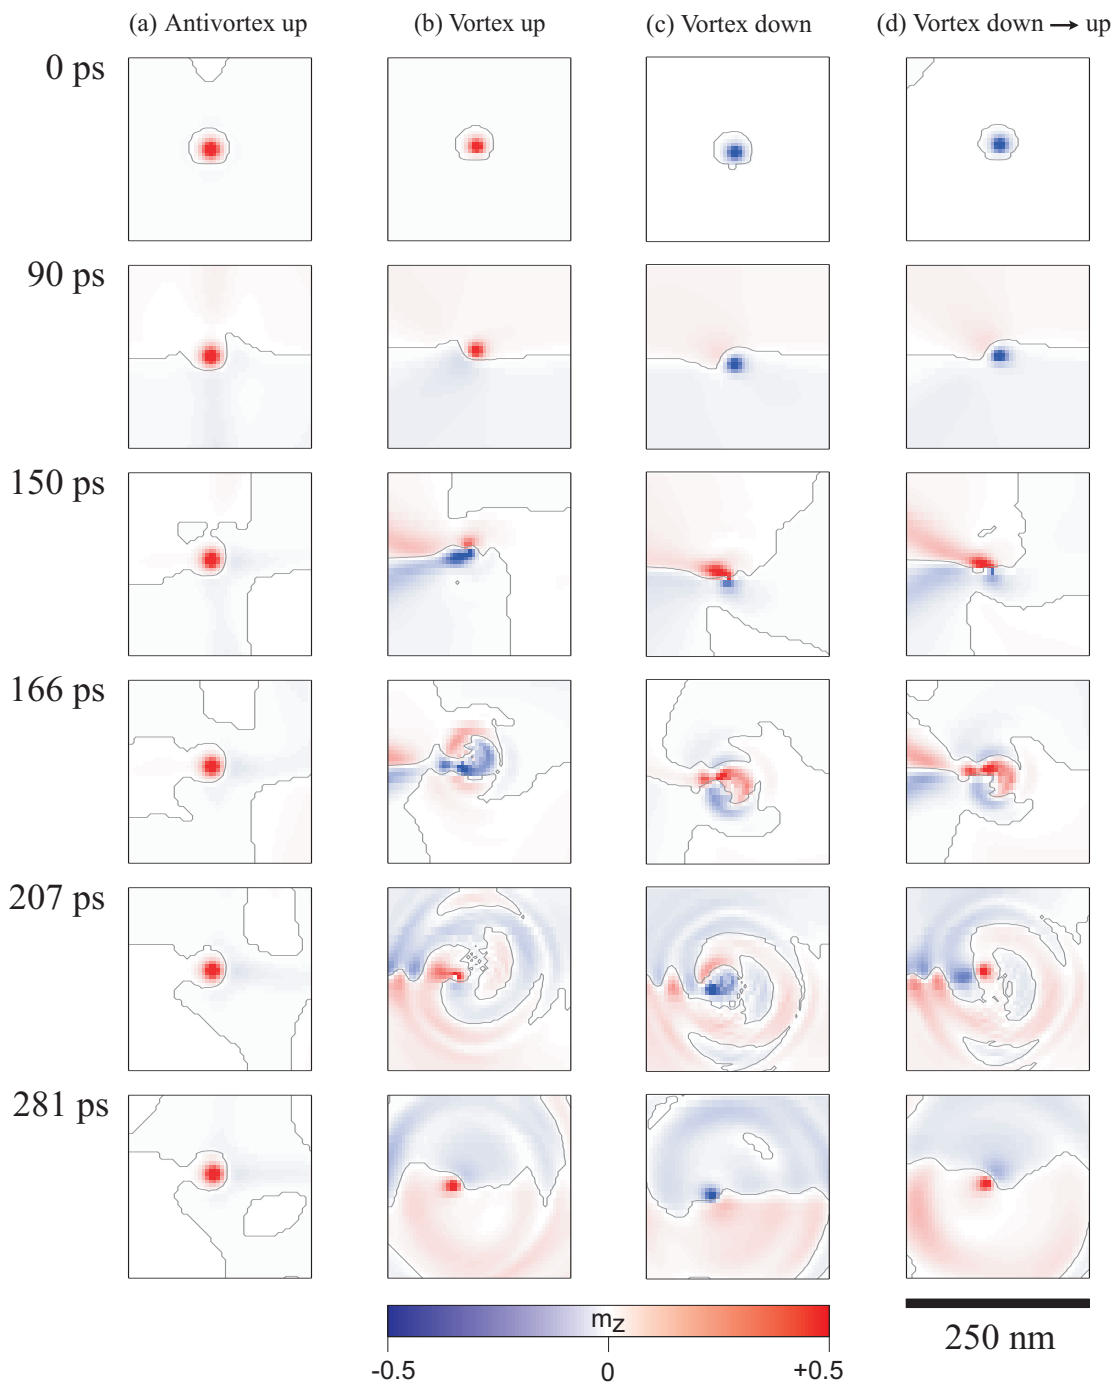 (a) Antivortex up
(b) Vortex up
(c) Vortex down
(d) Vortex down → up
0 ps
90 ps
150 ps
166 ps
207 ps
281 ps
mz
-0.5
0
+0.5
250 nm